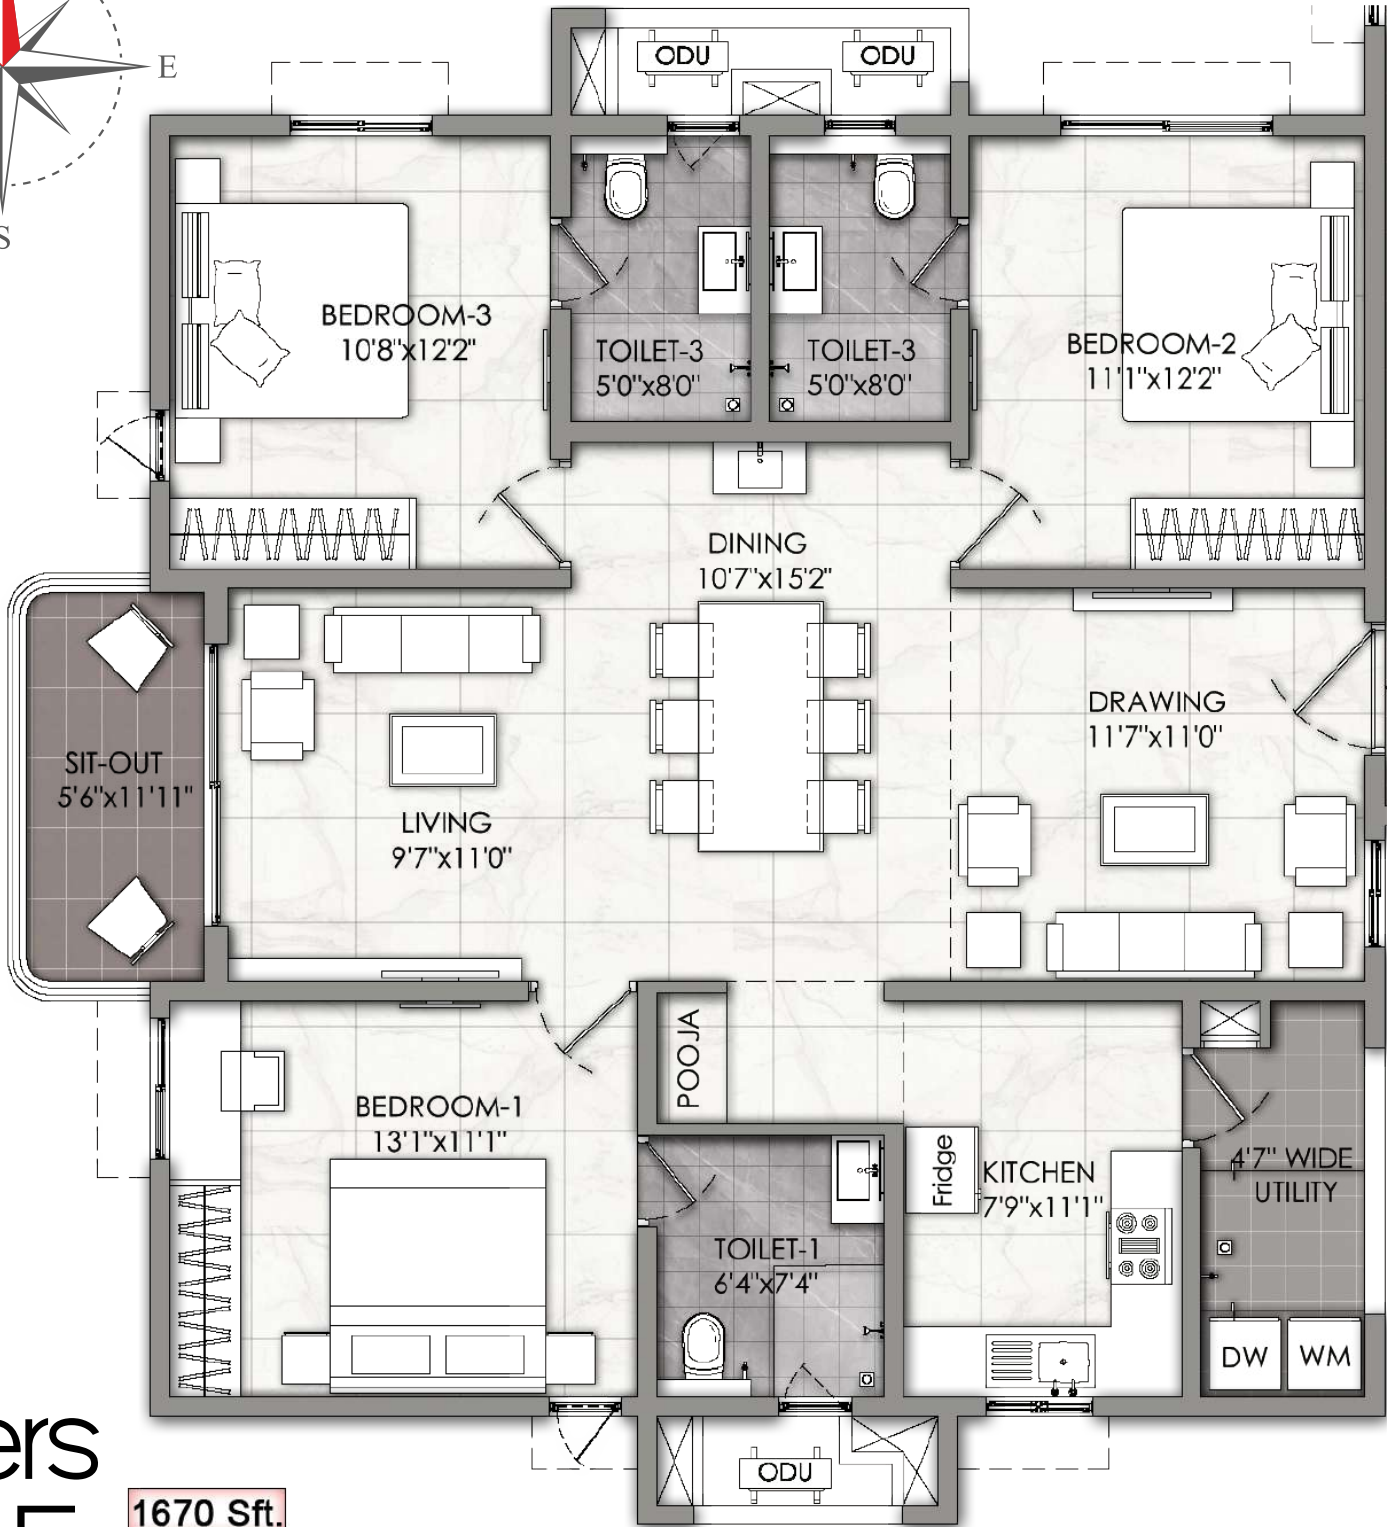 E
S
ODU
ODU
BEDROOM-3
10'8"x12'2"
TOILET-3
5'0"x8'0"
TOILET-3
5'0"x8'0"
BEDROOM-2
11'1"x12'2"
DINING
10'7"x15'2"
SIT-OUT
5'6"x11'11"
LIVING
9'7"x11'0"
DRAWING
11'7"x11'0"
POOJA
BEDROOM-1
13'1"x11'1"
TOILET-1
6'4"x7'4"
Fridge
KITCHEN
7'9"x11'1"
4'7" WIDE
UTILITY
DW
WM
ODU
ers
1670 Sft.